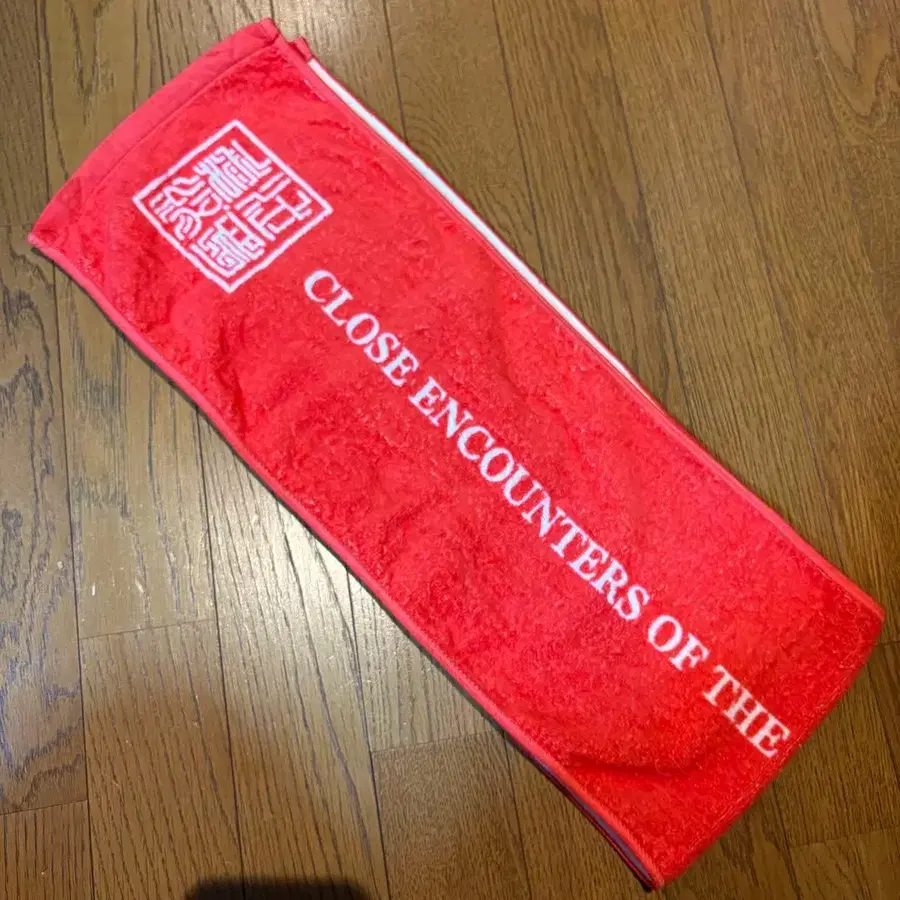 CLOSE ENCOUNTERS OF THE